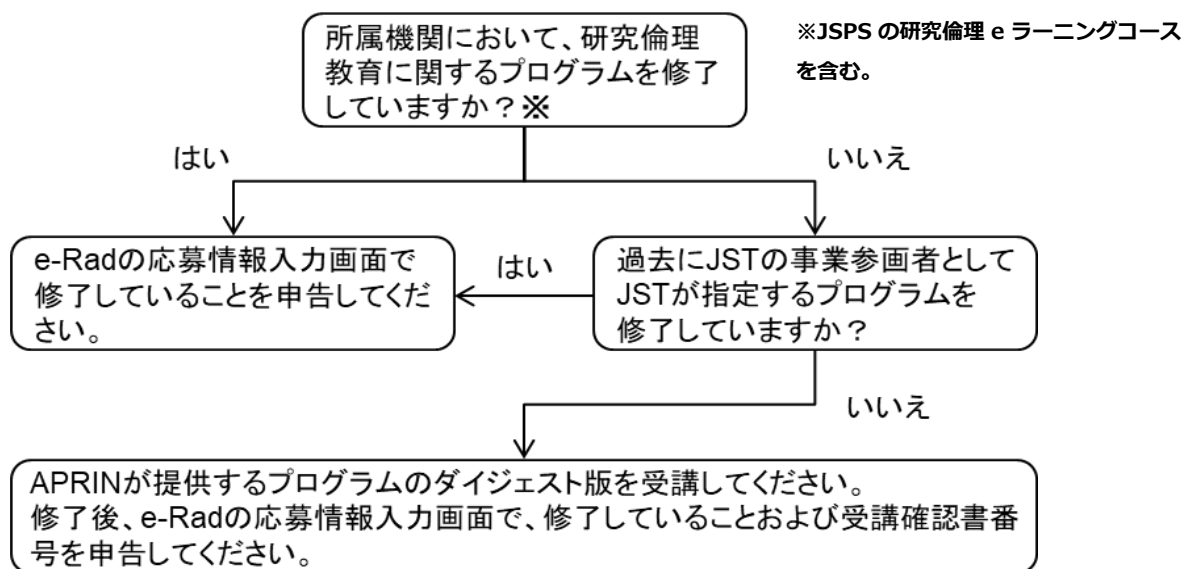 所属機関において、研究倫理
教育に関するプログラムを修了
していますか？※
※JSPS の研究倫理 e ラーニングコース
を含む。
はい
いいえ
e-Radの応募情報入力画面で
修了していることを申告してくだ
さい。
はい
過去にJSTの事業参画者として
JSTが指定するプログラムを
修了していますか？
いいえ
APRINが提供するプログラムのダイジェスト版を受講してください。
修了後、e-Radの応募情報入力画面で、修了していることおよび受講確認書番
号を申告してください。